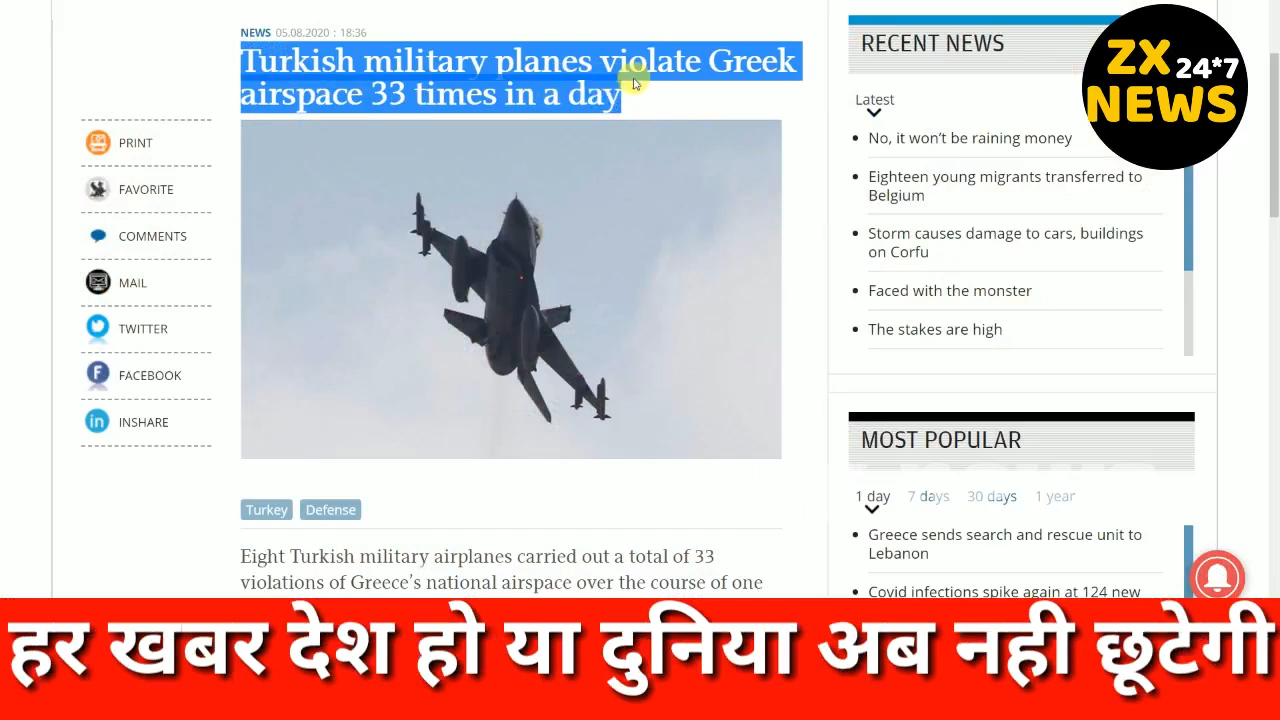 NEWS 05.08.2020 : 18:36
Turkish military planes violate Greek
airspace 33 times in a day
PRINT
FAVORITE
COMMENTS
MAIL
TWITTER
FACEBOOK
INSHARE
Turkey Defense
Eight Turkish military airplanes carried out a total of 33
violations of Greece's national airspace over the course of one
RECENT NEWS
Latest
No, it won't be raining money
Eighteen young migrants transferred to
Belgium
Storm causes damage to cars, buildings
on Corfu
Faced with the monster
The stakes are high
MOST POPULAR
1 day 7 days 30 days 1 year
Greece sends search and rescue unit to
Lebanon
Covid infections spike again at 124 new
ZX 24*7
NEWS
हर खबर देश हो या दुनिया अब नही छूटेगी